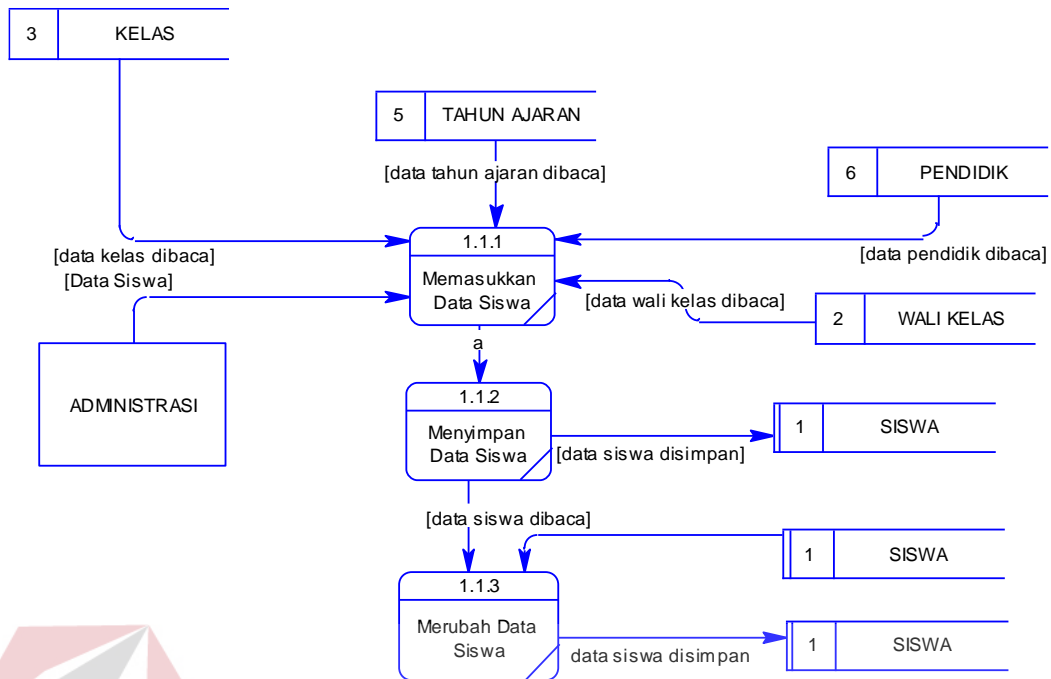 3 KELAS
5 TAHUN AJARAN
[data tahun ajaran dibaca]
6 PENDIDIK
[data kelas dibaca]
[Data Siswa]
1.1.1
Memasukkan
Data Siswa
[data pendidik dibaca]
[data wali kelas dibaca]
2 WALI KELAS
ADMINISTRASI
a
1.1.2
Menyimpan
Data Siswa
[data siswa disimpan]
1 SISWA
[data siswa dibaca]
1 SISWA
1.1.3
Merubah Data
Siswa
data siswa disimpan
1 SISWA